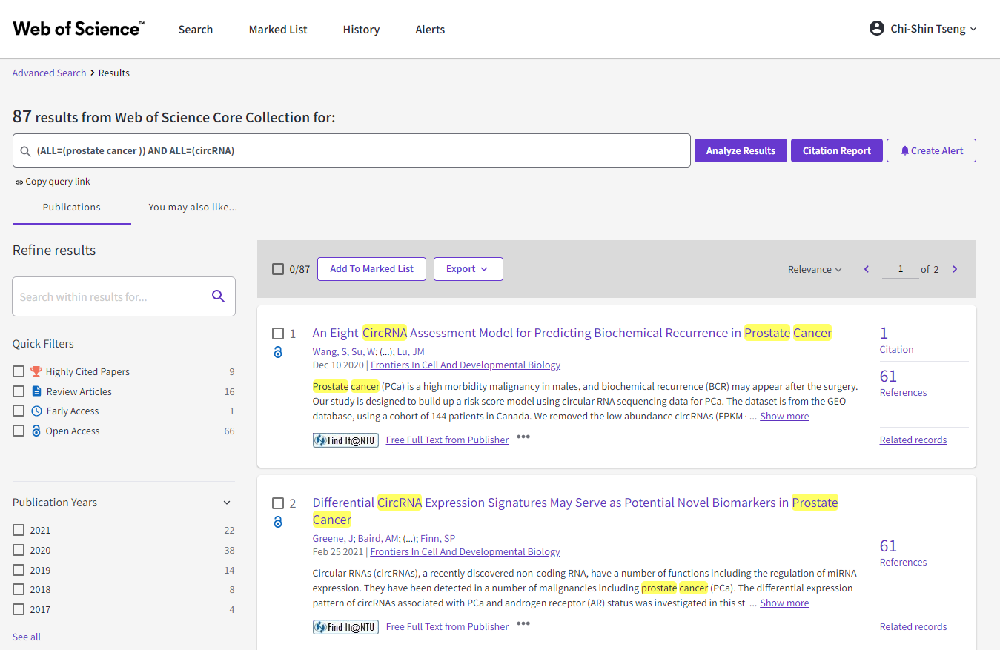 Web of Science™ Search Marked List History Alerts Chi-Shin Tseng
Advanced Search > Results
87 results from Web of Science Core Collection for:
(ALL=(prostate cancer )) AND ALL=(circRNA) Analyze Results Citation Report Create Alert
Copy query link
Publications You may also like...
Refine results
Search within results for...
Quick Filters
Highly Cited Papers 9
Review Articles 16
Early Access 1
Open Access 66
Publication Years
2021 22
2020 38
2019 14
2018 8
2017 4
See all
0/87 Add To Marked List Export Relevance 1 of 2
1 An Eight-CircRNA Assessment Model for Predicting Biochemical Recurrence in Prostate Cancer
Wang, S; Su, W; (...); Lu, JM
Dec 10 2020 | Frontiers In Cell And Developmental Biology
Prostate cancer (PCa) is a high morbidity malignancy in males, and biochemical recurrence (BCR) may appear after the surgery.
Our study is designed to build up a risk score model using circular RNA sequencing data for PCa. The dataset is from the GEO
database, using a cohort of 144 patients in Canada. We removed the low abundance circRNAs (FPKM · ... Show more
Find It@NTU Free Full Text from Publisher •••
1
Citation
61
References
Related records
2 Differential CircRNA Expression Signatures May Serve as Potential Novel Biomarkers in Prostate
Cancer
Greene, J; Baird, AM; (...); Finn, SP
Feb 25 2021 | Frontiers In Cell And Developmental Biology
Circular RNAs (circRNAs), a recently discovered non-coding RNA, have a number of functions including the regulation of miRNA
expression. They have been detected in a number of malignancies including prostate cancer (PCa). The differential expression
pattern of circRNAs associated with PCa and androgen receptor (AR) status was investigated in this st ... Show more
Find It@NTU Free Full Text from Publisher •••
61
References
Related records